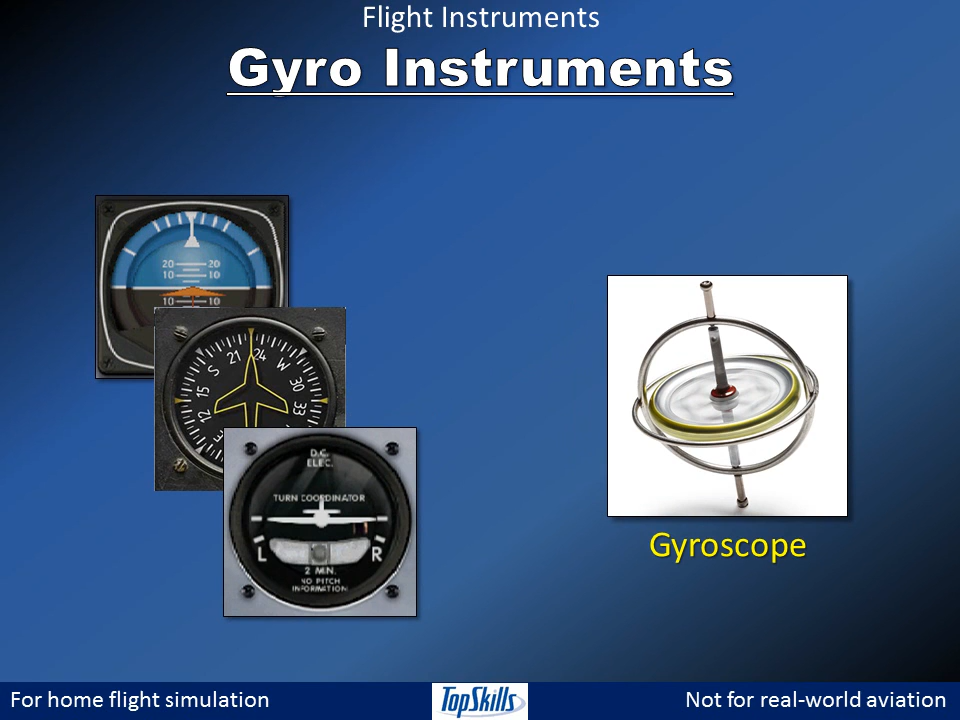 Flight Instruments
Gyro Instruments
20 20
10 10
10 10
12 15 S 21 24 W 30 33
D.C.
ELEC.
TURN COORDINATOR
L R
2 MIN.
NO PITCH
INFORMATION
Gyroscope
For home flight simulation TopSkills Not for real-world aviation